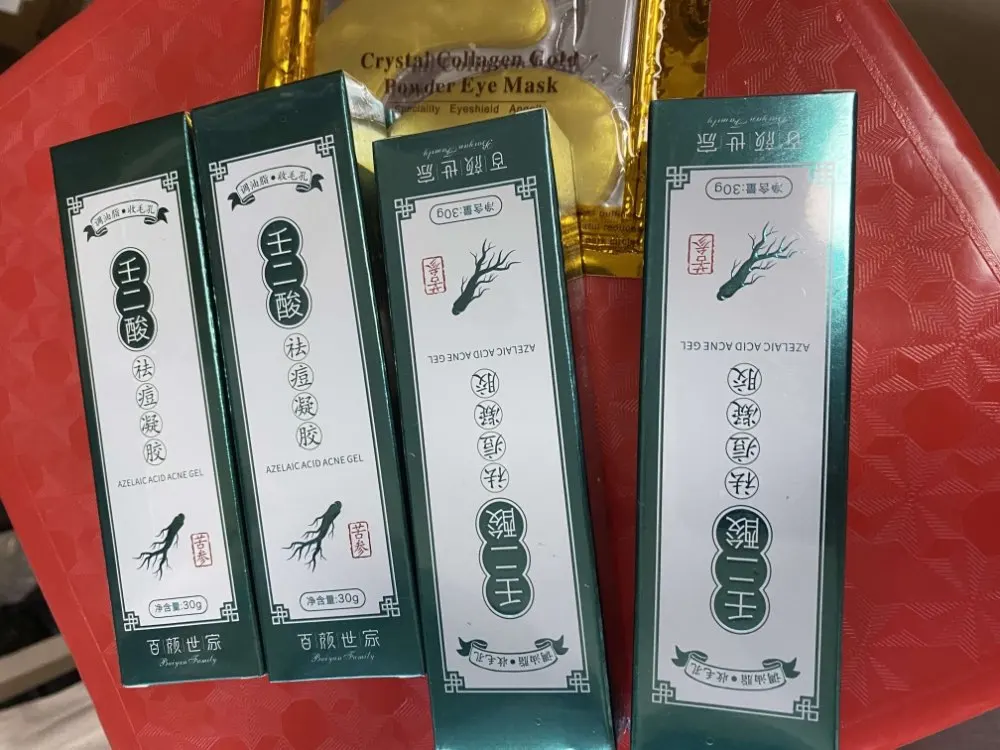 Crystal Collagen Gold
Powder Eye Mask
调油脂•收毛孔
壬二酸
祛痘凝胶
AZELAIC ACID ACNE GEL
苦参
净含量:30g
百颜世家
Baiyan Family
调油脂•收毛孔
壬二酸
祛痘凝胶
AZELAIC ACID ACNE GEL
苦参
净含量:30g
百颜世家
Baiyan Family
调油脂•收毛孔
壬二酸
祛痘凝胶
AZELAIC ACID ACNE GEL
苦参
净含量:30g
百颜世家
Baiyan Family
调油脂•收毛孔
壬二酸
祛痘凝胶
AZELAIC ACID ACNE GEL
苦参
净含量:30g
百颜世家
Baiyan Family